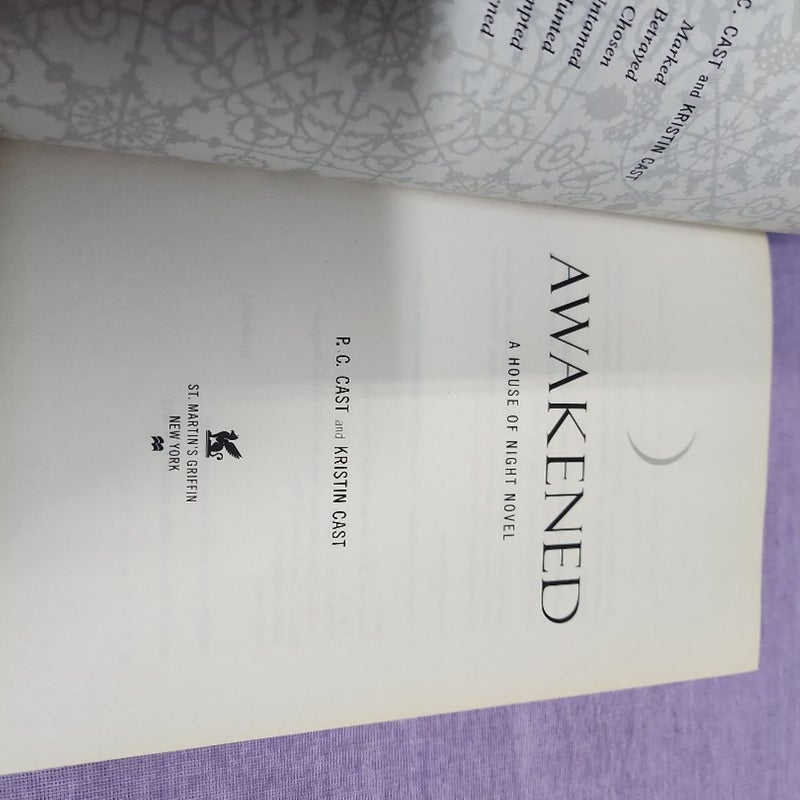 C. CAST and KRISTIN CAST
Marked
Betrayed
Chosen
Untamed
AWAKENED
A HOUSE OF NIGHT NOVEL
P. C. CAST and KRISTIN CAST
ST. MARTIN'S GRIFFIN
NEW YORK